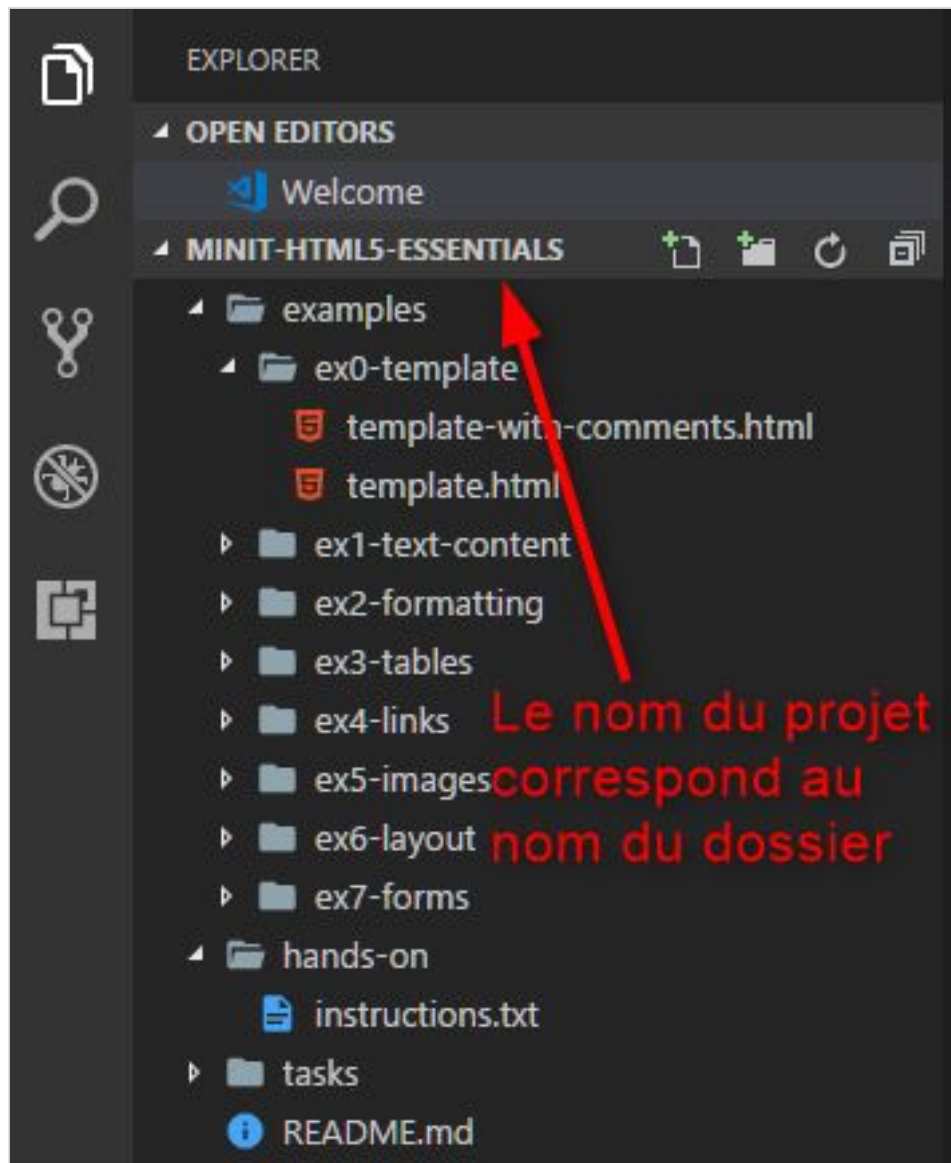 EXPLORER
OPEN EDITORS
Welcome
MINIT-HTML5-ESSENTIALS
examples
ex0-template
template-with-comments.html
template.html
ex1-text-content
ex2-formatting
ex3-tables
ex4-links
ex5-images
ex6-layout
ex7-forms
Le nom du projet
correspond au
nom du dossier
hands-on
instructions.txt
tasks
README.md